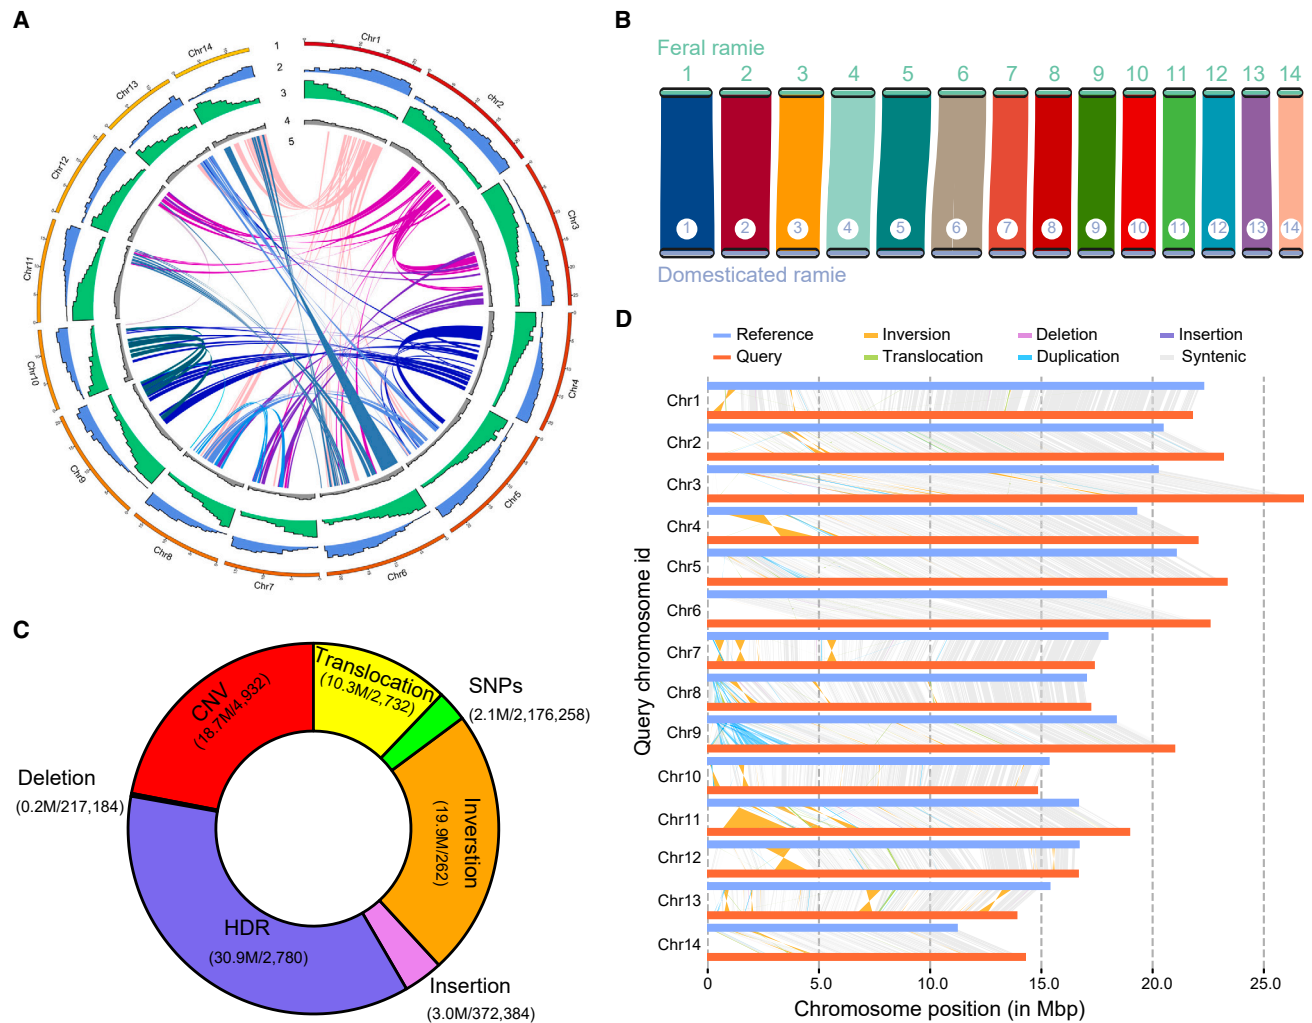 A
1
2
3
4
5
Chr1
chr2
Chr3
Chr4
Chr5
Chr6
Chr7
Chr8
Chr9
Chr10
Chr11
Chr12
Chr13
Chr14
B
Feral ramie
1 2 3 4 5 6 7 8 9 10 11 12 13 14
1 2 3 4 5 6 7 8 9 10 11 12 13 14
Domesticated ramie
C
Translocation
(10.3M/2,732)
SNPs
(2.1M/2,176,258)
Inverstion
(19.9M/262)
Insertion
(3.0M/372,384)
HDR
(30.9M/2,780)
Deletion
(0.2M/217,184)
CNV
(18.7M/4,932)
D
Reference Inversion Deletion Insertion
Query Translocation Duplication Syntenic
Query chromosome id
Chr1
Chr2
Chr3
Chr4
Chr5
Chr6
Chr7
Chr8
Chr9
Chr10
Chr11
Chr12
Chr13
Chr14
0 5.0 10.0 15.0 20.0 25.0
Chromosome position (in Mbp)